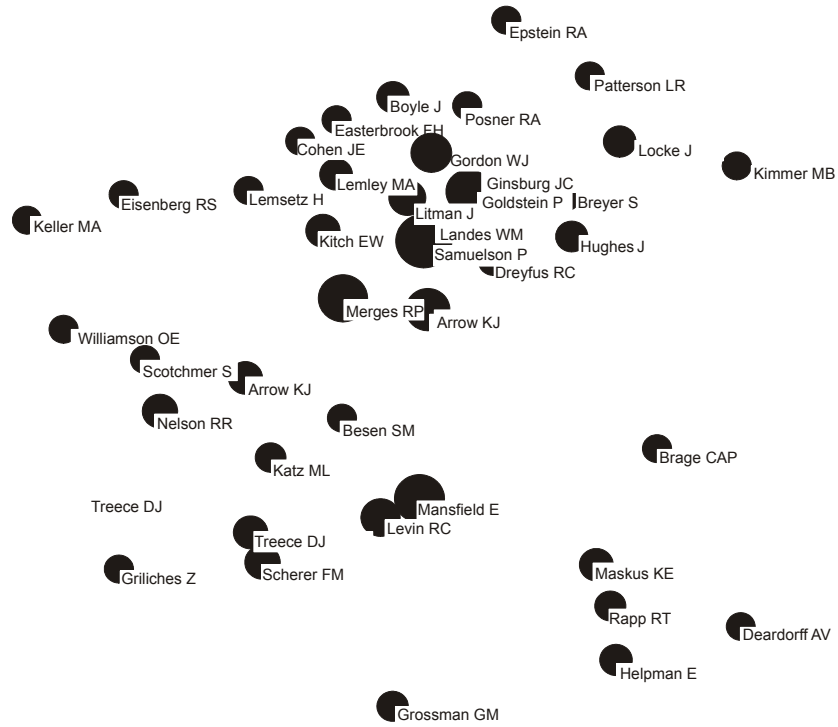 Epstein RA
Patterson LR
Boyle J
Posner RA
Easterbrook FH
Cohen JE
Locke J
Gordon WJ
Kimmer MB
Lemley MA
Ginsburg JC
Eisenberg RS
Lemsetz H
Goldstein P
Breyer S
Litman J
Keller MA
Kitch EW
Landes WM
Hughes J
Samuelson P
Dreyfus RC
Merges RP
Arrow KJ
Williamson OE
Scotchmer S
Arrow KJ
Nelson RR
Besen SM
Brage CAP
Katz ML
Treece DJ
Mansfield E
Levin RC
Treece DJ
Griliches Z
Scherer FM
Maskus KE
Rapp RT
Deardorff AV
Helpman E
Grossman GM